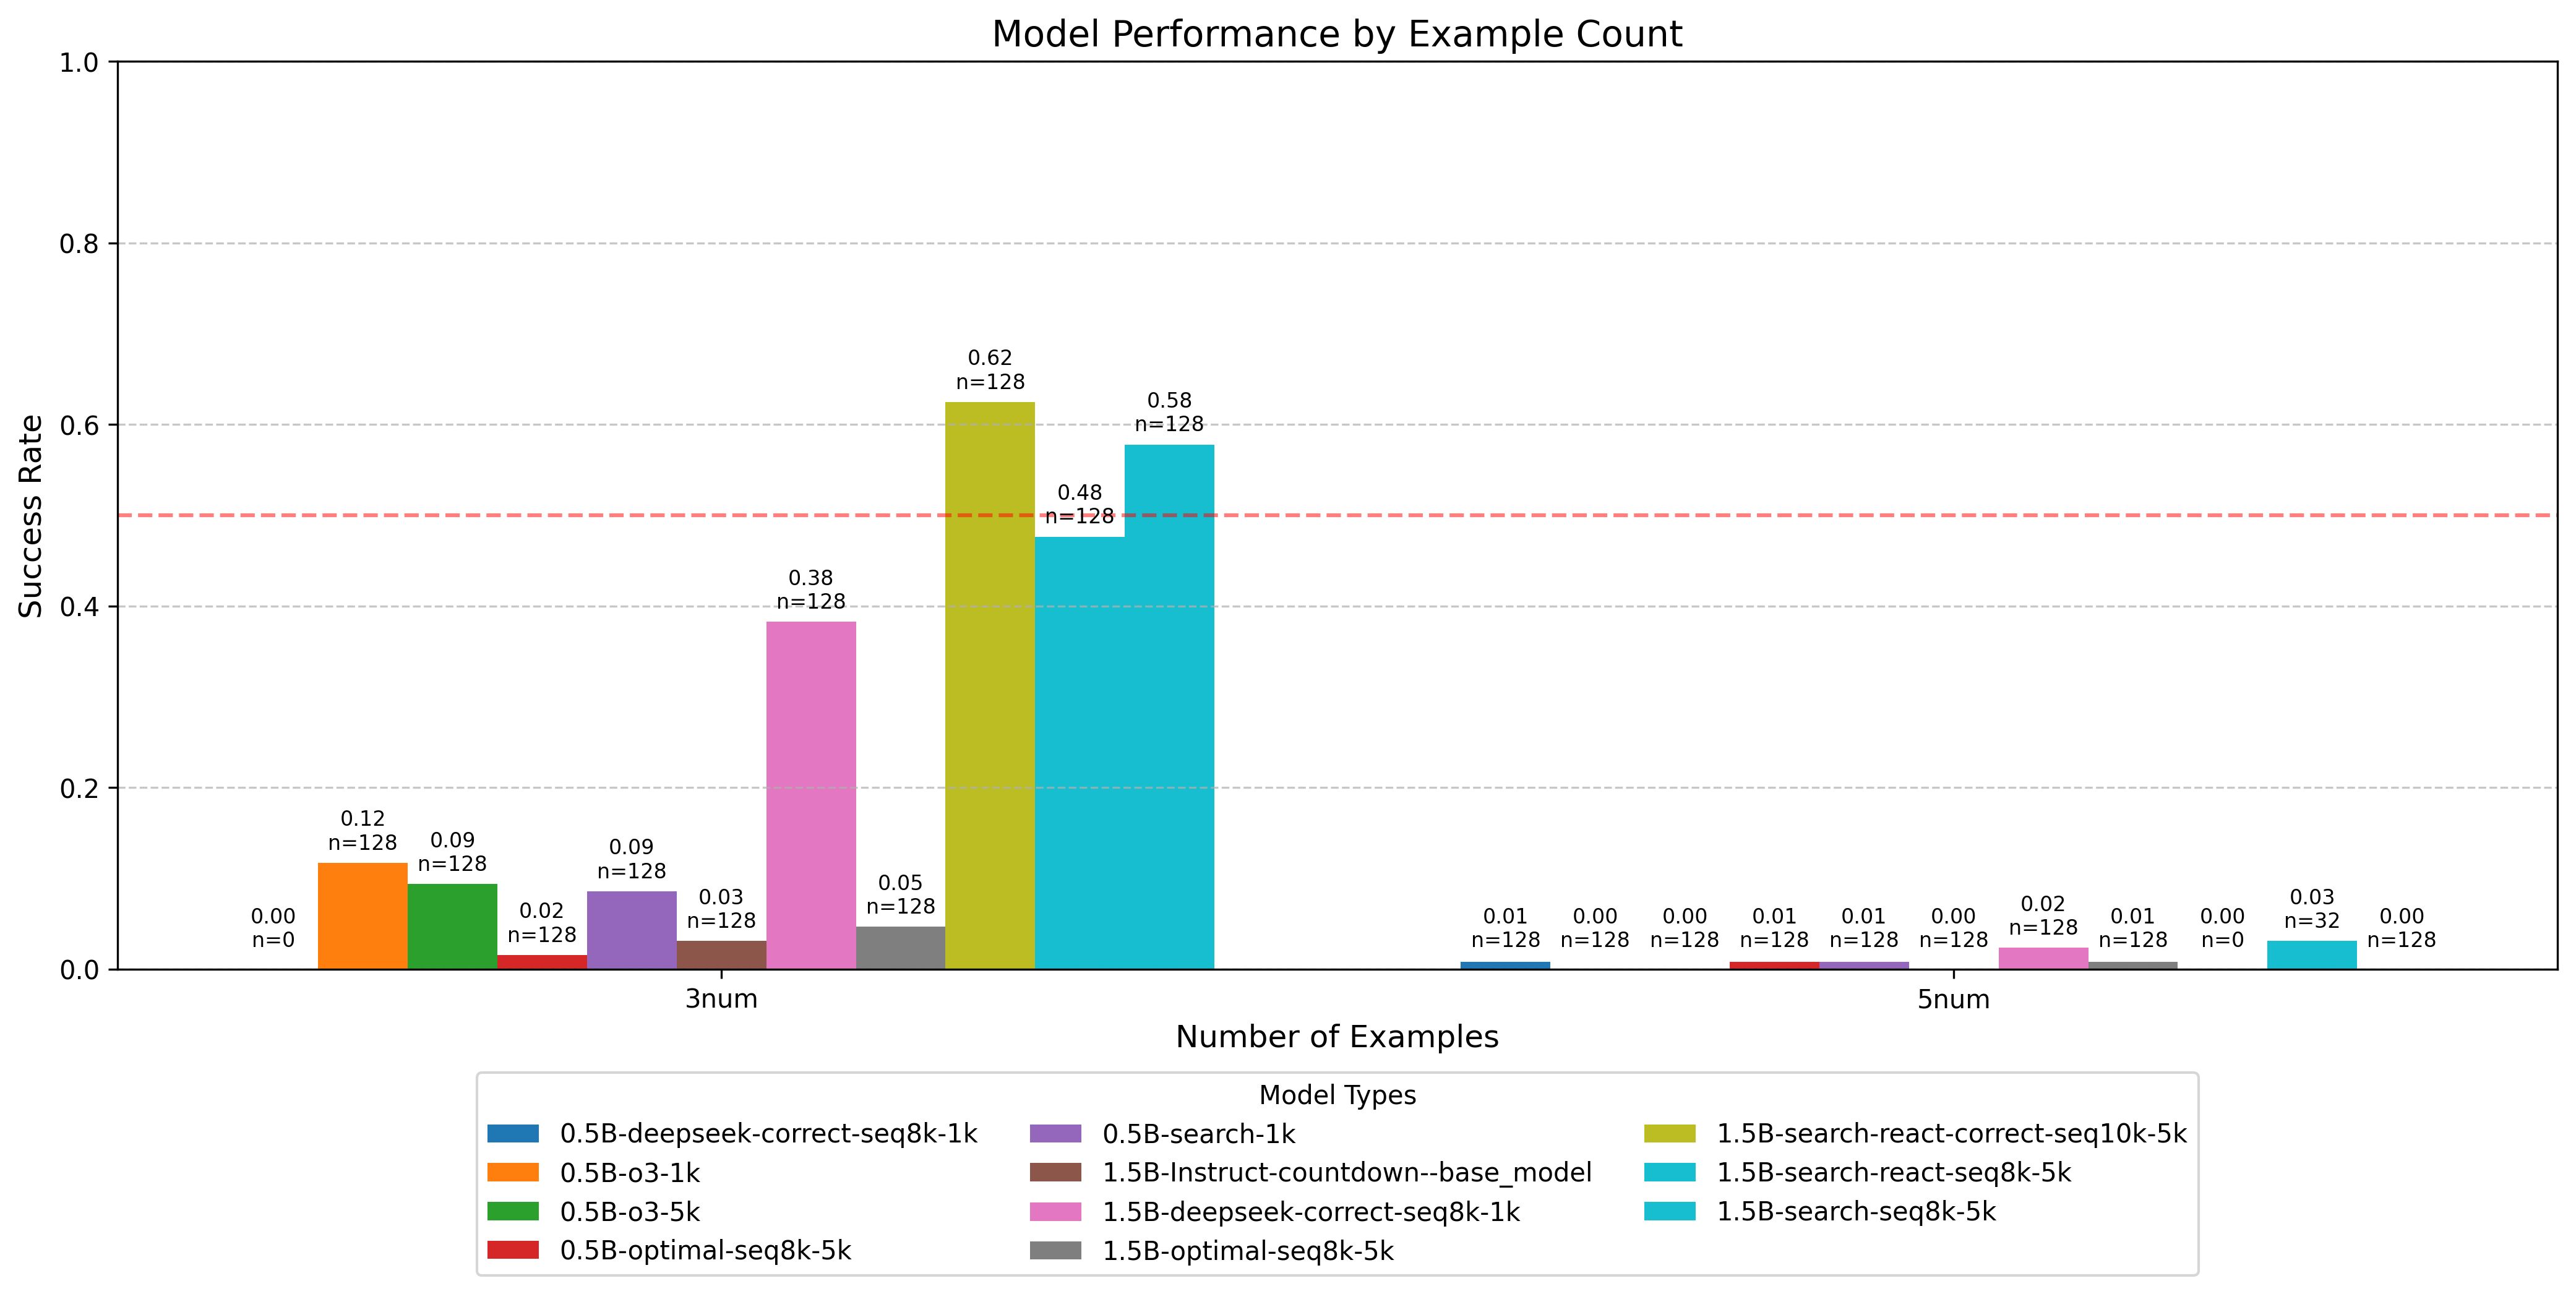 Model Performance by Example Count
Success Rate
1.0
0.8
0.6
0.4
0.2
0.0
0.00
n=0
0.12
n=128
0.09
n=128
0.02
n=128
0.09
n=128
0.03
n=128
0.38
n=128
0.05
n=128
0.62
n=128
0.48
n=128
0.58
n=128
0.01
n=128
0.00
n=128
0.00
n=128
0.01
n=128
0.01
n=128
0.00
n=128
0.02
n=128
0.01
n=128
0.00
n=0
0.03
n=32
0.00
n=128
3num
5num
Number of Examples
Model Types
0.5B-deepseek-correct-seq8k-1k
0.5B-o3-1k
0.5B-o3-5k
0.5B-optimal-seq8k-5k
0.5B-search-1k
1.5B-Instruct-countdown--base_model
1.5B-deepseek-correct-seq8k-1k
1.5B-optimal-seq8k-5k
1.5B-search-react-correct-seq10k-5k
1.5B-search-react-seq8k-5k
1.5B-search-seq8k-5k